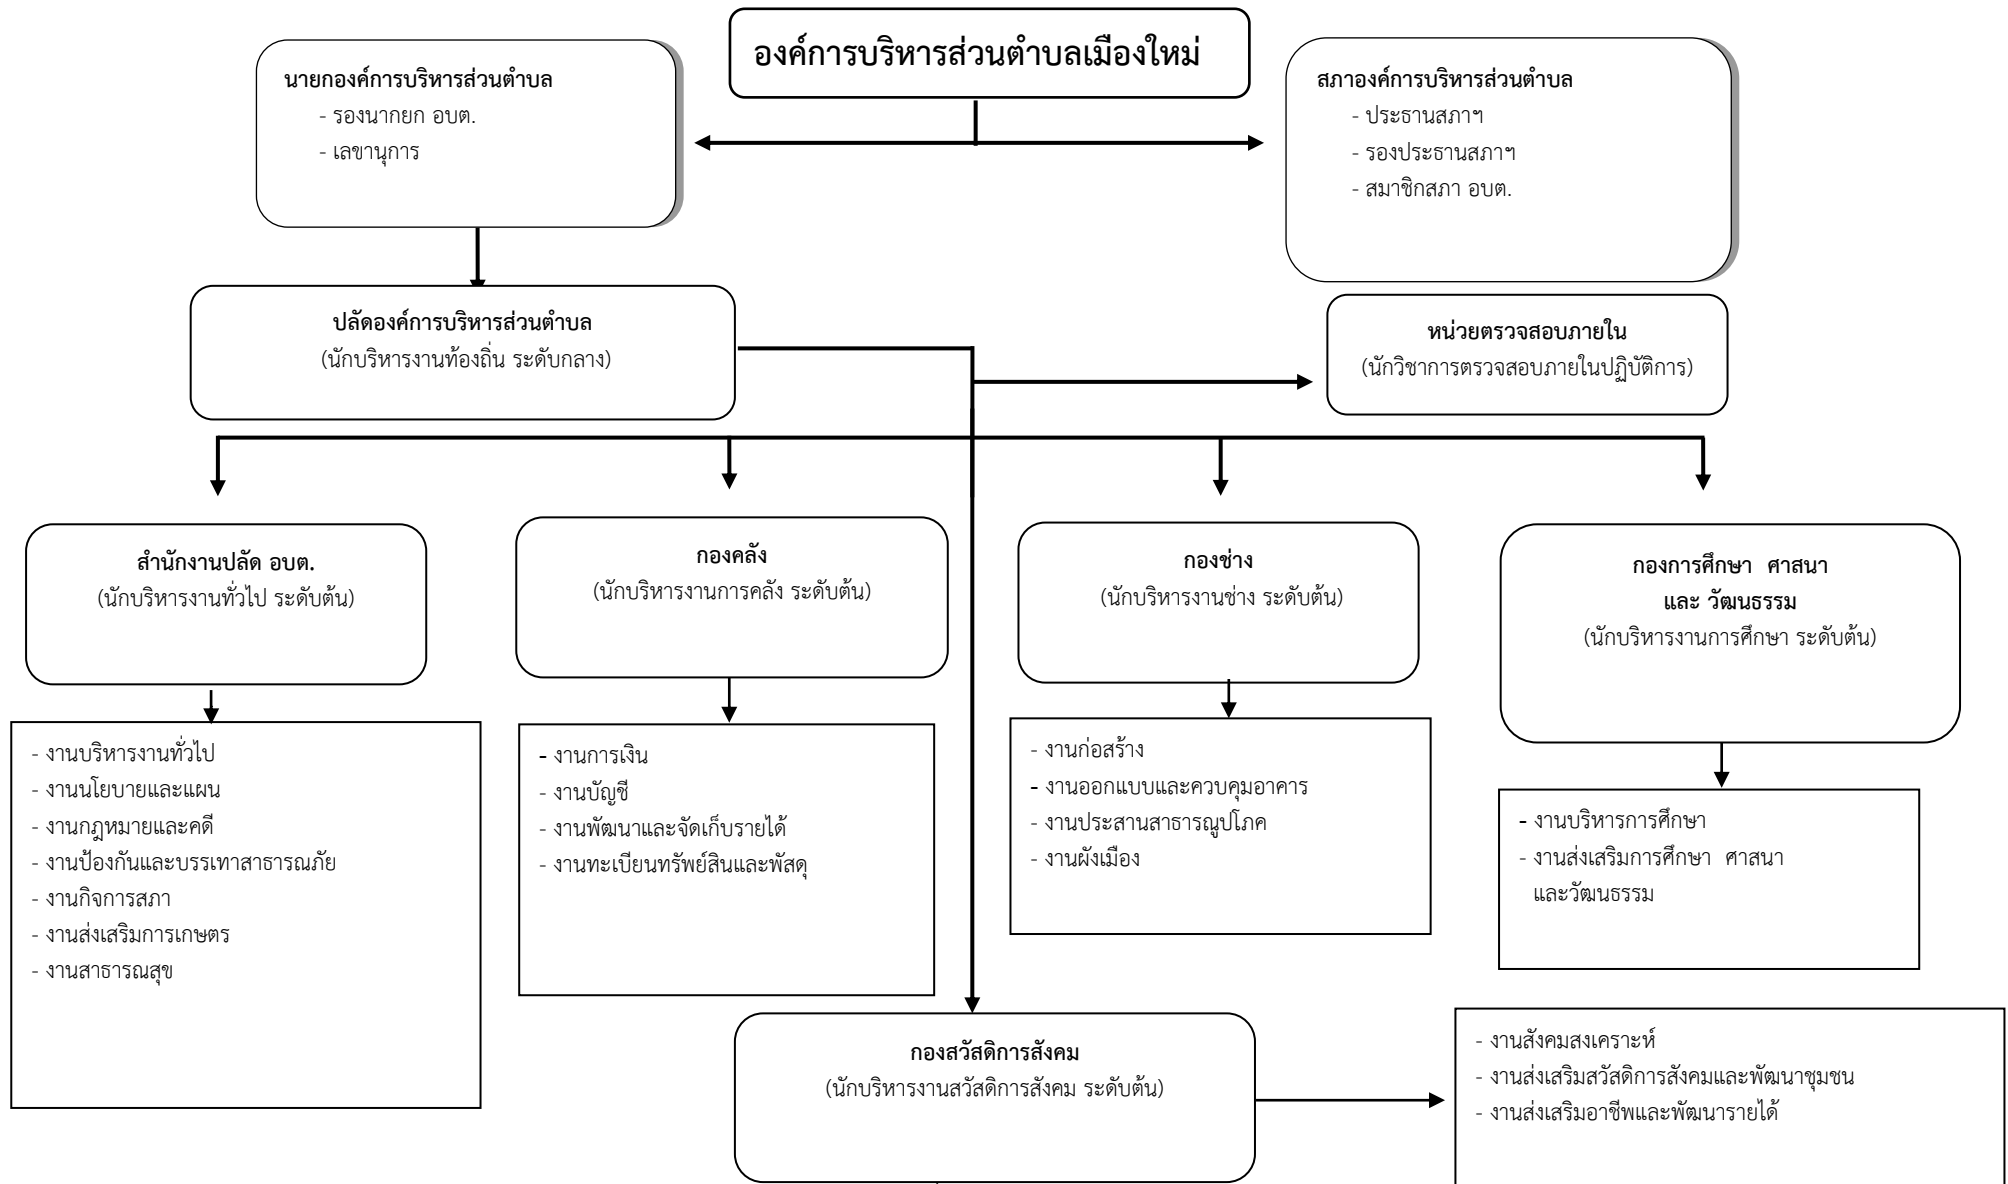 องค์การบริหารส่วนตำบลเมืองใหม่
นายกองค์การบริหารส่วนตำบล
- รองนากยก อบต.
- เลขานุการ
สภาองค์การบริหารส่วนตำบล
- ประธานสภาฯ
- รองประธานสภาฯ
- สมาชิกสภา อบต.
ปลัดองค์การบริหารส่วนตำบล
(นักบริหารงานท้องถิ่น ระดับกลาง)
หน่วยตรวจสอบภายใน
(นักวิชาการตรวจสอบภายในปฏิบัติการ)
สำนักงานปลัด อบต.
(นักบริหารงานทั่วไป ระดับต้น)
กองคลัง
(นักบริหารงานการคลัง ระดับต้น)
กองช่าง
(นักบริหารงานช่าง ระดับต้น)
กองการศึกษา ศาสนา
และ วัฒนธรรม
(นักบริหารงานการศึกษา ระดับต้น)
- งานบริหารงานทั่วไป
- งานนโยบายและแผน
- งานกฎหมายและคดี
- งานป้องกันและบรรเทาสาธารณภัย
- งานกิจการสภา
- งานส่งเสริมการเกษตร
- งานสาธารณสุข
- งานการเงิน
- งานบัญชี
- งานพัฒนาและจัดเก็บรายได้
- งานทะเบียนทรัพย์สินและพัสดุ
- งานก่อสร้าง
- งานออกแบบและควบคุมอาคาร
- งานประสานสาธารณูปโภค
- งานผังเมือง
- งานบริหารการศึกษา
- งานส่งเสริมการศึกษา ศาสนา
และวัฒนธรรม
กองสวัสดิการสังคม
(นักบริหารงานสวัสดิการสังคม ระดับต้น)
- งานสังคมสงเคราะห์
- งานส่งเสริมสวัสดิการสังคมและพัฒนาชุมชน
- งานส่งเสริมอาชีพและพัฒนารายได้